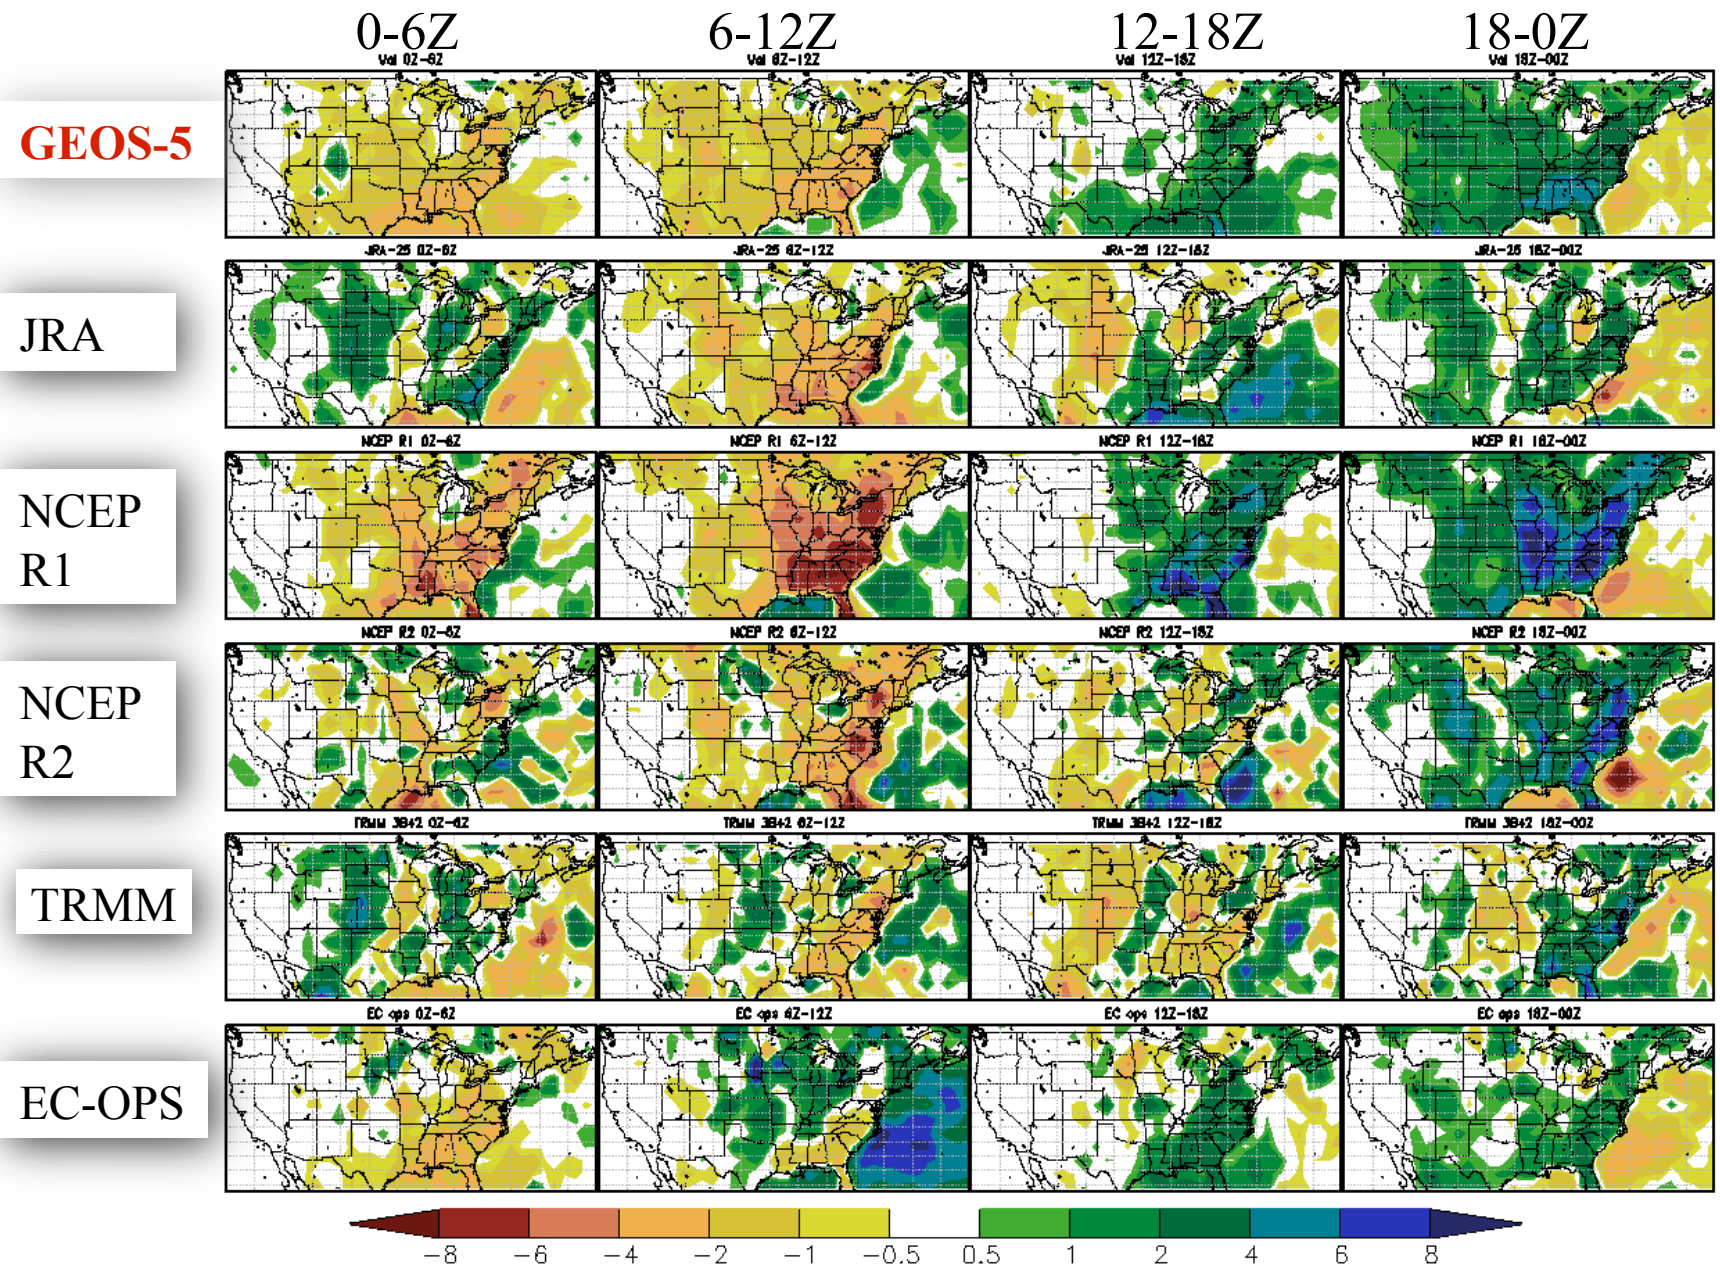 0-6Z 6-12Z 12-18Z 18-0Z
Val 0Z-6Z Val 6Z-12Z Val 12Z-18Z Val 18Z-00Z
GEOS-5
JRA-25 0Z-6Z JRA-25 6Z-12Z JRA-25 12Z-18Z JRA-25 18Z-00Z
JRA
NCEP R1 0Z-6Z NCEP R1 6Z-12Z NCEP R1 12Z-18Z NCEP R1 18Z-00Z
NCEP
R1
NCEP R2 0Z-6Z NCEP R2 6Z-12Z NCEP R2 12Z-18Z NCEP R2 18Z-00Z
NCEP
R2
TRMM 3B42 0Z-6Z TRMM 3B42 6Z-12Z TRMM 3B42 12Z-18Z TRMM 3B42 18Z-00Z
TRMM
EC ops 0Z-6Z EC ops 6Z-12Z EC ops 12Z-18Z EC ops 18Z-00Z
EC-OPS
-8 -6 -4 -2 -1 -0.5 0.5 1 2 4 6 8